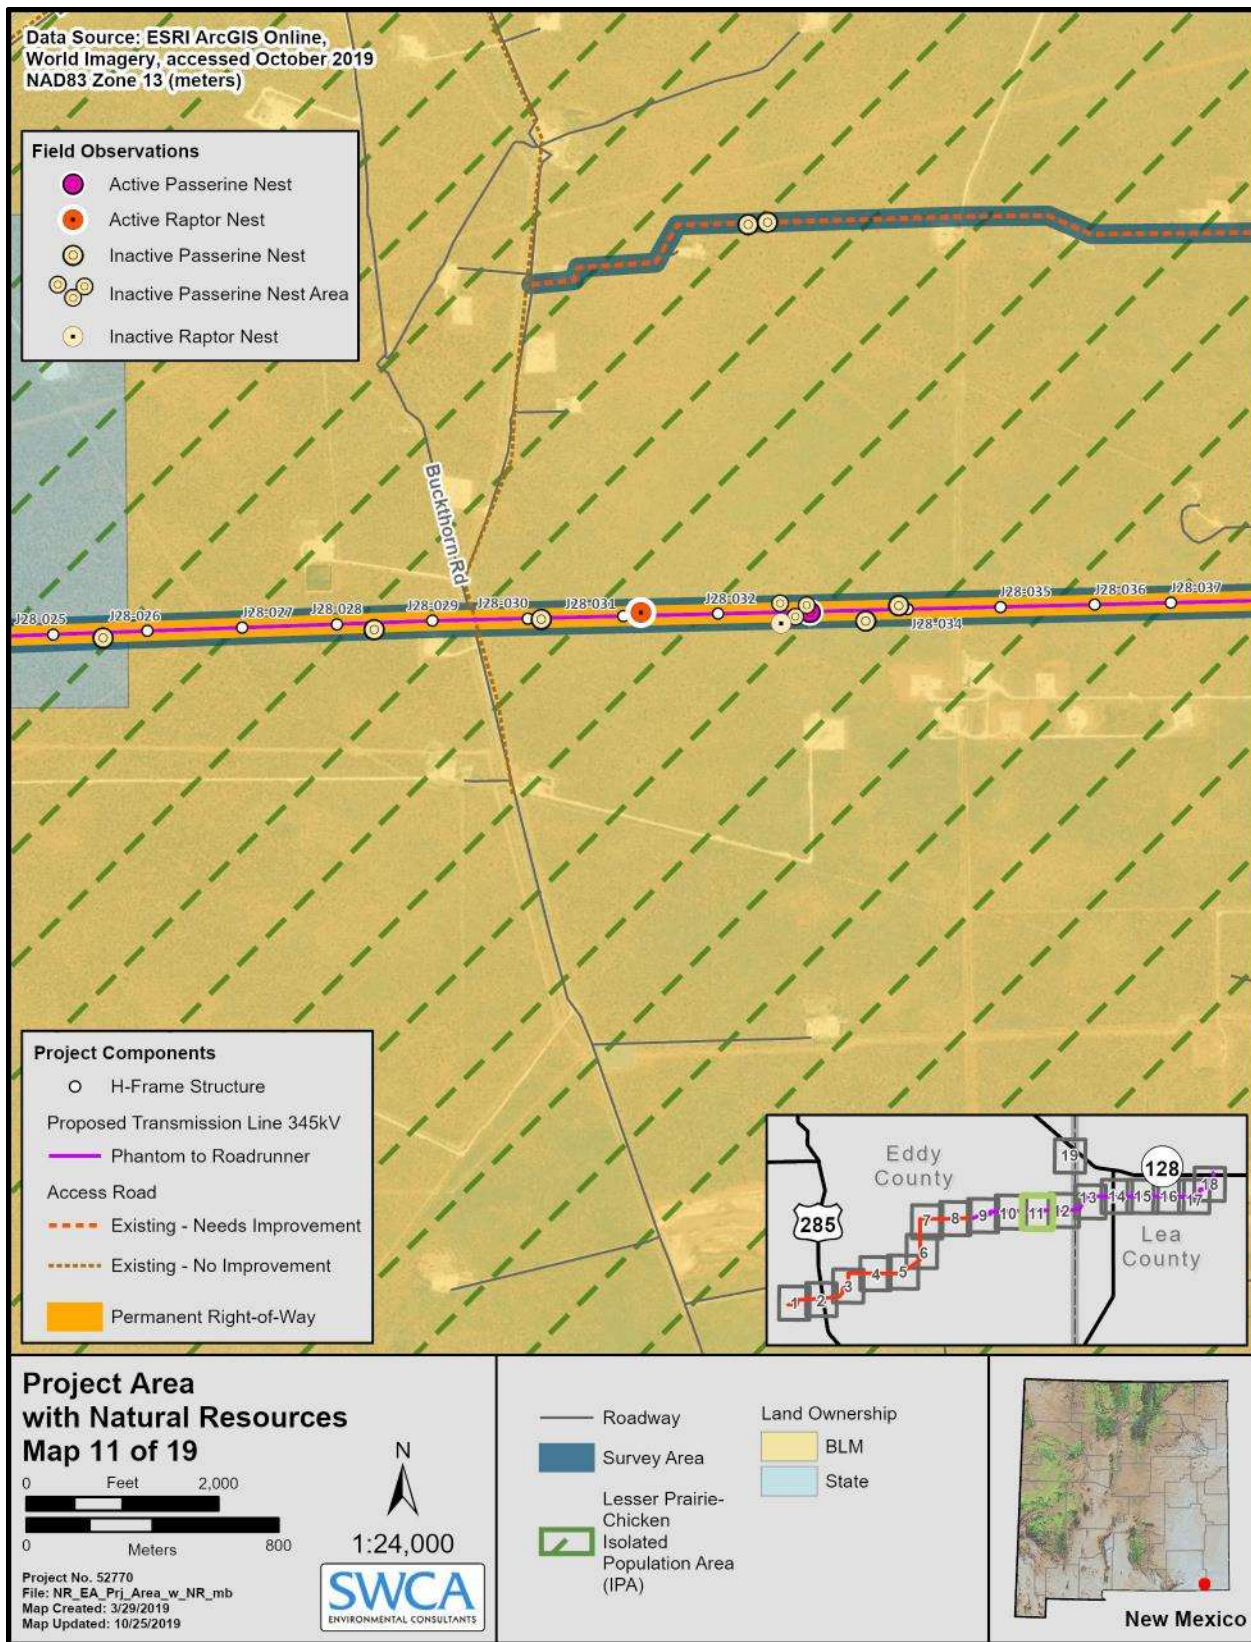 Data Source: ESRI ArcGIS Online,
World Imagery, accessed October 2019
NAD83 Zone 13 (meters)
Field Observations
Active Passerine Nest
Active Raptor Nest
Inactive Passerine Nest
Inactive Passerine Nest Area
Inactive Raptor Nest
Buckthorn Rd
J28-025
J28-026
J28-027
J28-028
J28-029
J28-030
J28-031
J28-032
J28-034
J28-035
J28-036
J28-037
Project Components
H-Frame Structure
Proposed Transmission Line 345kV
Phantom to Roadrunner
Access Road
Existing - Needs Improvement
Existing - No Improvement
Permanent Right-of-Way
Eddy
County
285
128
Lea
County
1
2
3
4
5
6
7
8
9
10
11
12
13
14
15
16
17
18
19
Project Area
with Natural Resources
Map 11 of 19
0 Feet 2,000
0 Meters 800
N
1:24,000
Project No. 52770
File: NR_EA_Prj_Area_w_NR_mb
Map Created: 3/29/2019
Map Updated: 10/25/2019
SWCA
ENVIRONMENTAL CONSULTANTS
Roadway
Survey Area
Lesser Prairie-
Chicken
Isolated
Population Area
(IPA)
Land Ownership
BLM
State
New Mexico